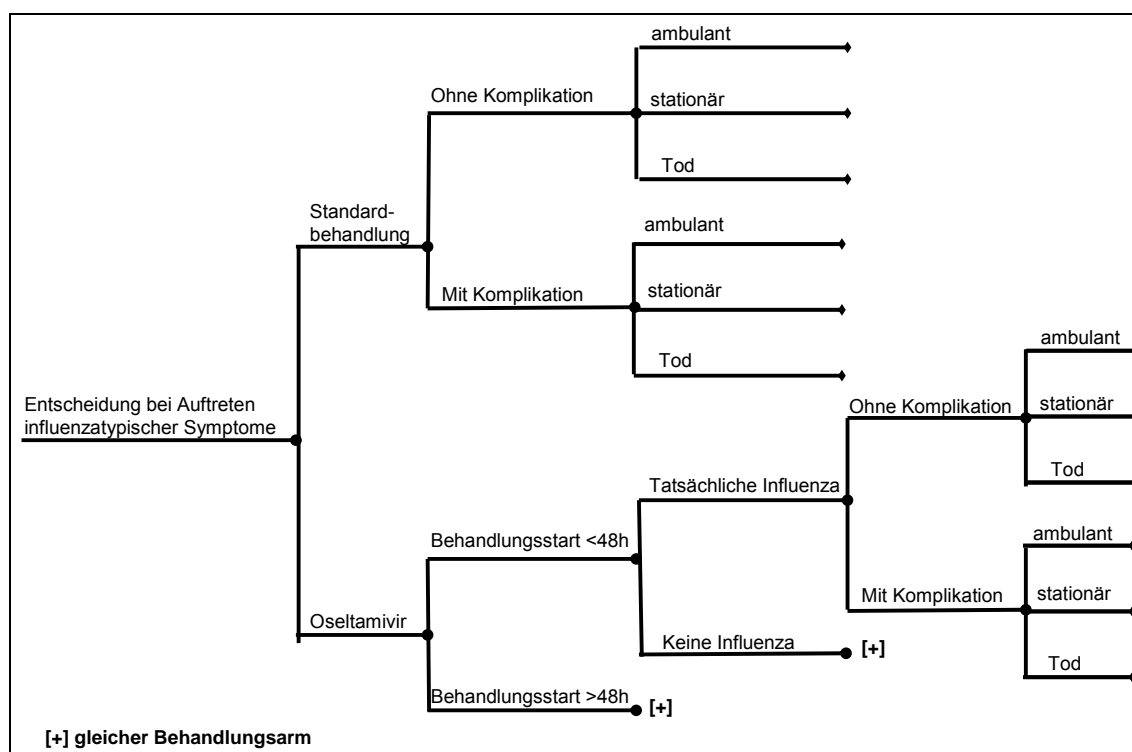 ambulant
Ohne Komplikation
stationär
Tod
Standard-
behandlung
ambulant
Mit Komplikation
stationär
Tod
Entscheidung bei Auftreten
influenzatypischer Symptome
ambulant
Ohne Komplikation
stationär
Tod
Tatsächliche Influenza
Behandlungsstart <48h
ambulant
Mit Komplikation
stationär
Tod
Oseltamivir
Keine Influenza
[+]
Behandlungsstart >48h
[+]
[+] gleicher Behandlungsarm